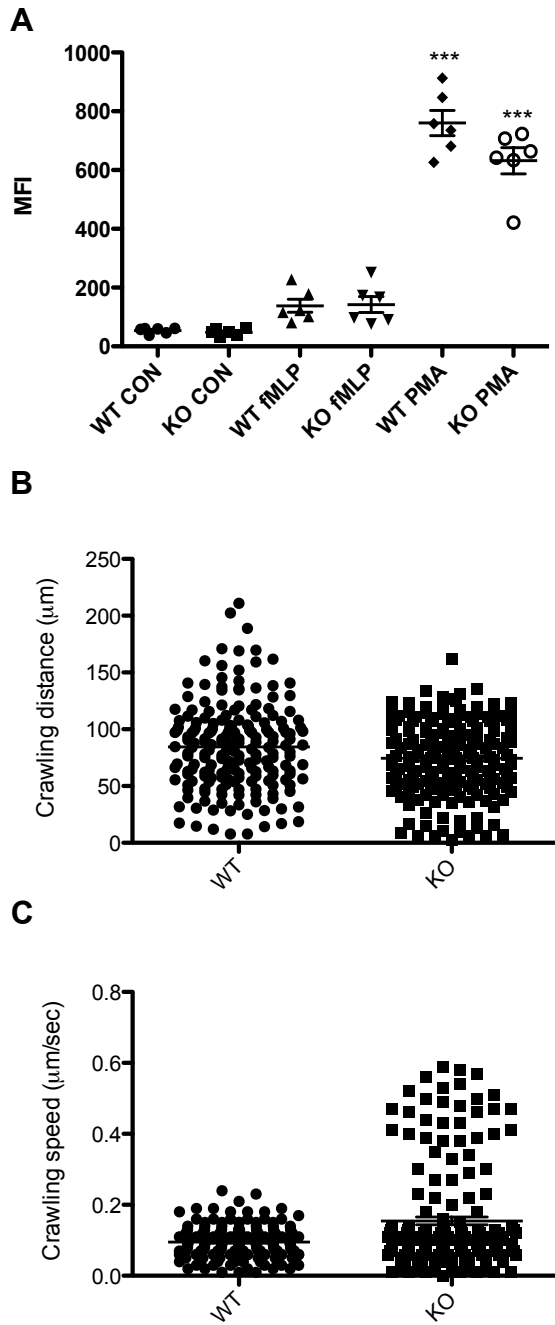 A
MFI
1000
800
600
400
200
0
***
***
WT CON
KO CON
WT fMLP
KO fMLP
WT PMA
KO PMA
B
Crawling distance (μm)
250
200
150
100
50
0
WT
KO
C
Crawling speed (μm/sec)
0.8
0.6
0.4
0.2
0.0
WT
KO